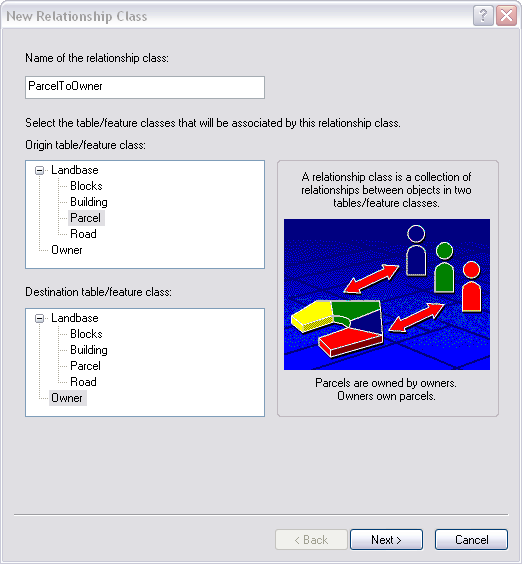 New Relationship Class
?
Name of the relationship class:
ParcelToOwner
Select the table/feature classes that will be associated by this relationship class.
Origin table/feature class:
Landbase
Blocks
Building
Parcel
Road
Owner
A relationship class is a collection of
relationships between objects in two
tables/feature classes.
Destination table/feature class:
Landbase
Blocks
Building
Parcel
Road
Owner
Parcels are owned by owners.
Owners own parcels.
< Back
Next >
Cancel